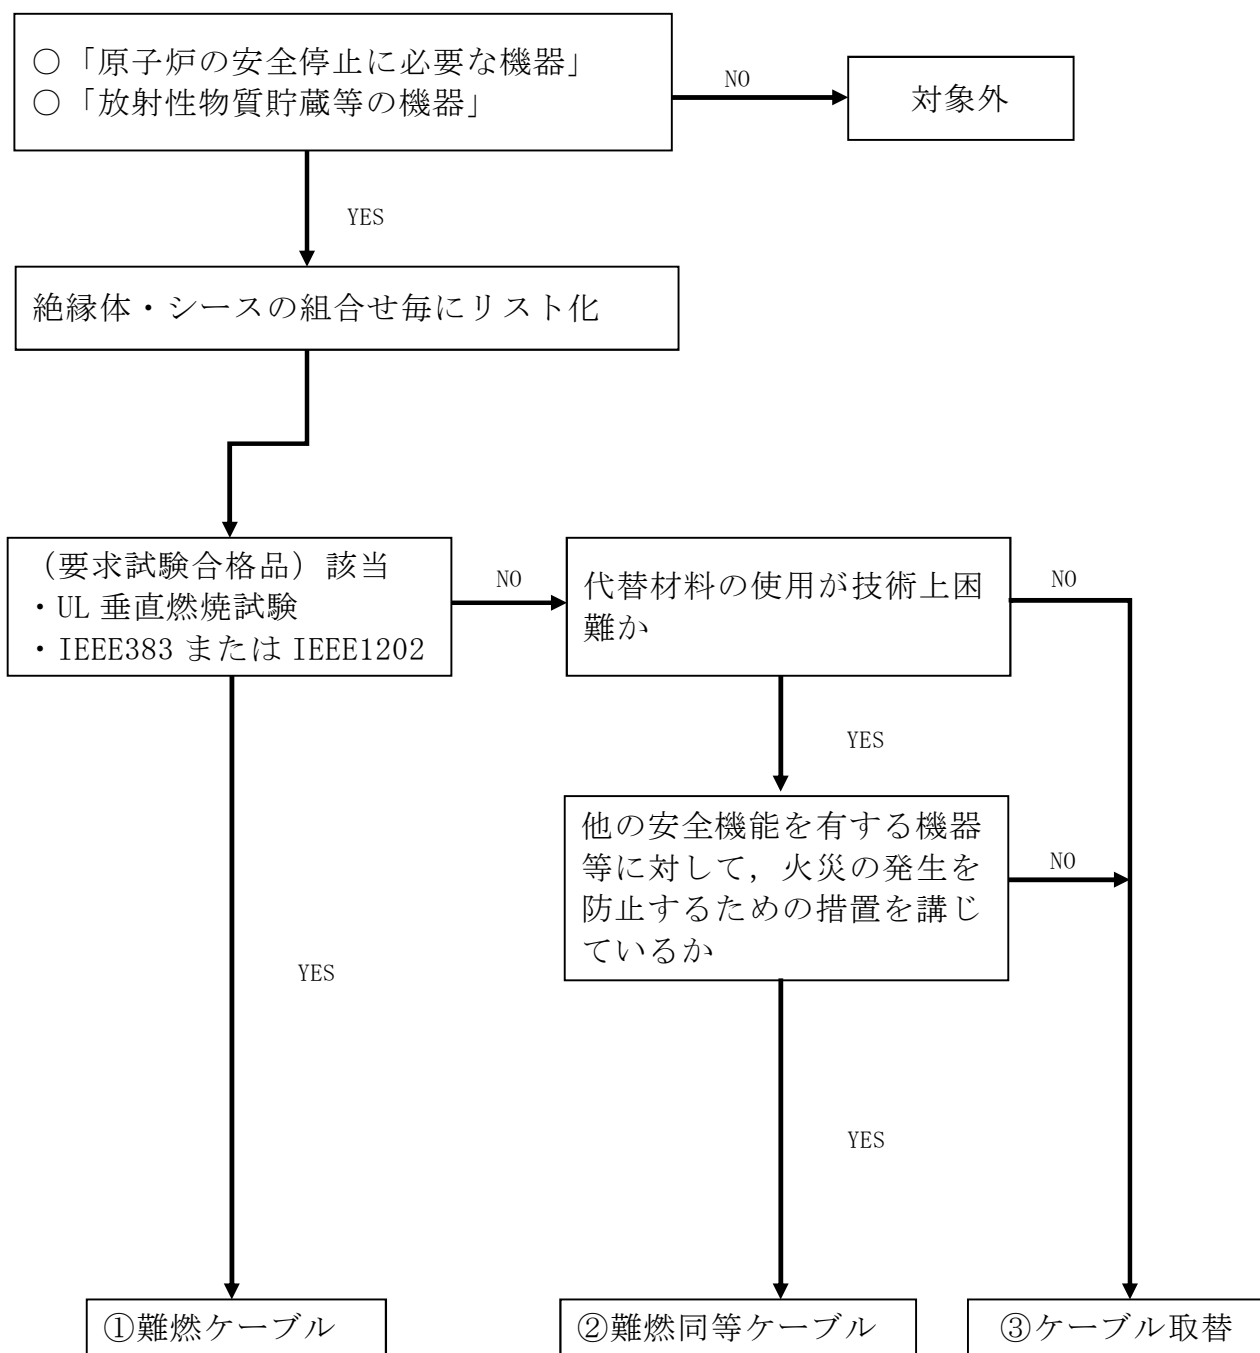 ○「原子炉の安全停止に必要な機器」
○「放射性物質貯蔵等の機器」
NO
対象外
YES
絶縁体・シースの組合せ毎にリスト化
（要求試験合格品）該当
・UL 垂直燃焼試験
・IEEE383 または IEEE1202
NO
代替材料の使用が技術上困
難か
NO
YES
他の安全機能を有する機器
等に対して，火災の発生を
防止するための措置を講じ
ているか
NO
YES
YES
①難燃ケーブル
②難燃同等ケーブル
③ケーブル取替